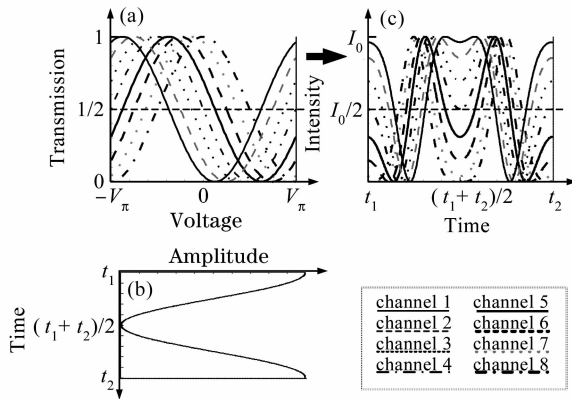 (a)
Transmission
1
1/2
0
−Vπ
0
Vπ
Voltage
(c)
Intensity
I0
I0/2
0
t1
(t1+ t2)/2
t2
Time
Amplitude
(b)
Time
t1
(t1+ t2)/2
t2
channel 1
channel 2
channel 3
channel 4
channel 5
channel 6
channel 7
channel 8